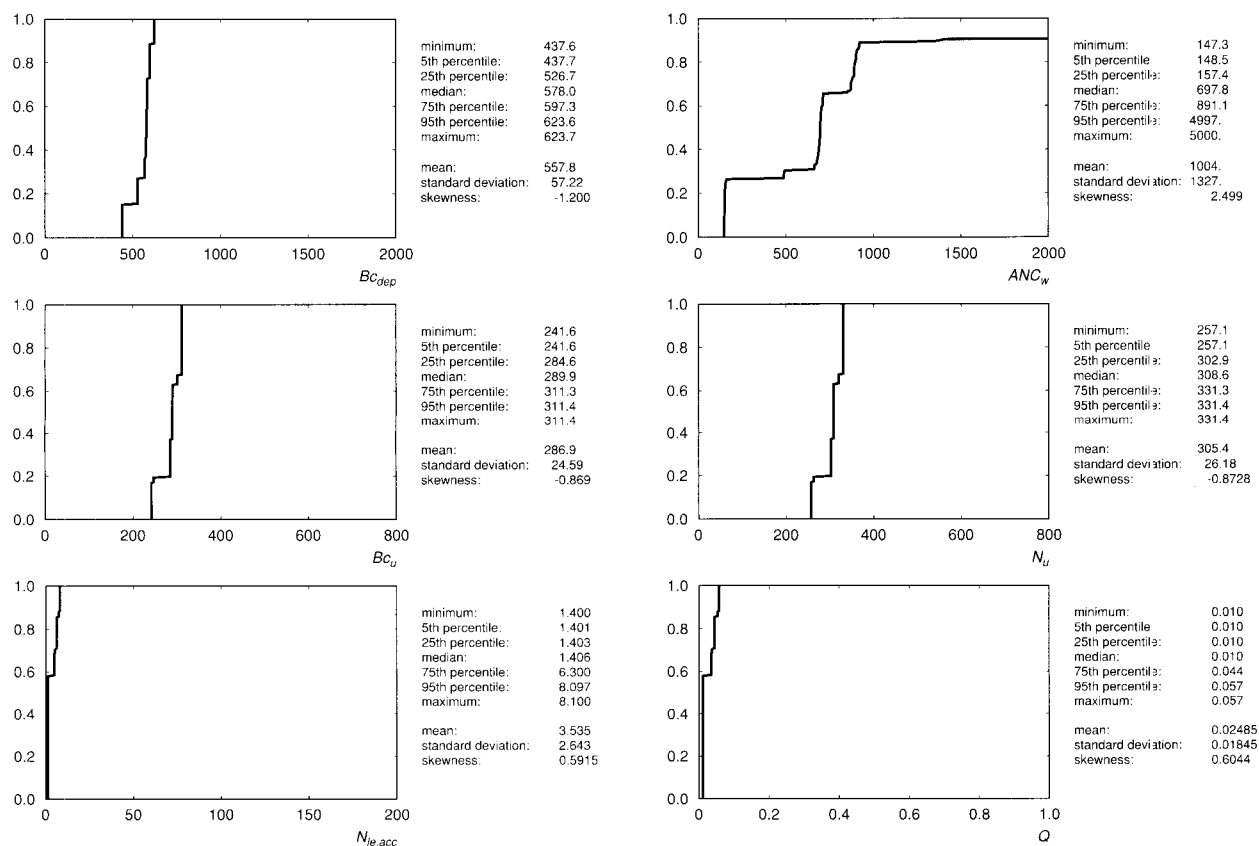 1.0
0.8
0.6
0.4
0.2
0.0
0 500 1000 1500 2000
Bc_dep
minimum: 437.6
5th percentile: 437.7
25th percentile: 526.7
median: 578.0
75th percentile: 597.3
95th percentile: 623.6
maximum: 623.7
mean: 557.8
standard deviation: 57.22
skewness: -1.200
1.0
0.8
0.6
0.4
0.2
0.0
0 500 1000 1500 2000
ANC_w
minimum: 147.3
5th percentile 148.5
25th percentile: 157.4
median: 697.8
75th percentile: 891.1
95th percentile: 4997.
maximum: 5000.
mean: 1004.
standard deviation: 1327.
skewness: 2.499
1.0
0.8
0.6
0.4
0.2
0.0
0 200 400 600 800
Bc_u
minimum: 241.6
5th percentile: 241.6
25th percentile: 284.6
median: 289.9
75th percentile: 311.3
95th percentile: 311.4
maximum: 311.4
mean: 286.9
standard deviation: 24.59
skewness: -0.869
1.0
0.8
0.6
0.4
0.2
0.0
0 200 400 600 800
N_u
minimum: 257.1
5th percentile 257.1
25th percentile: 302.9
median: 308.6
75th percentile: 331.3
95th percentile: 331.4
maximum: 331.4
mean: 305.4
standard deviation: 26.18
skewness: -0.8728
1.0
0.8
0.6
0.4
0.2
0.0
0 50 100 150 200
N_le,acc
minimum: 1.400
5th percentile: 1.401
25th percentile: 1.403
median: 1.406
75th percentile: 6.300
95th percentile: 8.097
maximum: 8.100
mean: 3.535
standard deviation: 2.643
skewness: 0.5915
1.0
0.8
0.6
0.4
0.2
0.0
0 0.2 0.4 0.6 0.8 1.0
Q
minimum: 0.010
5th percentile 0.010
25th percentile: 0.010
median: 0.010
75th percentile: 0.044
95th percentile: 0.057
maximum: 0.057
mean: 0.02485
standard deviation: 0.01845
skewness: 0.6044